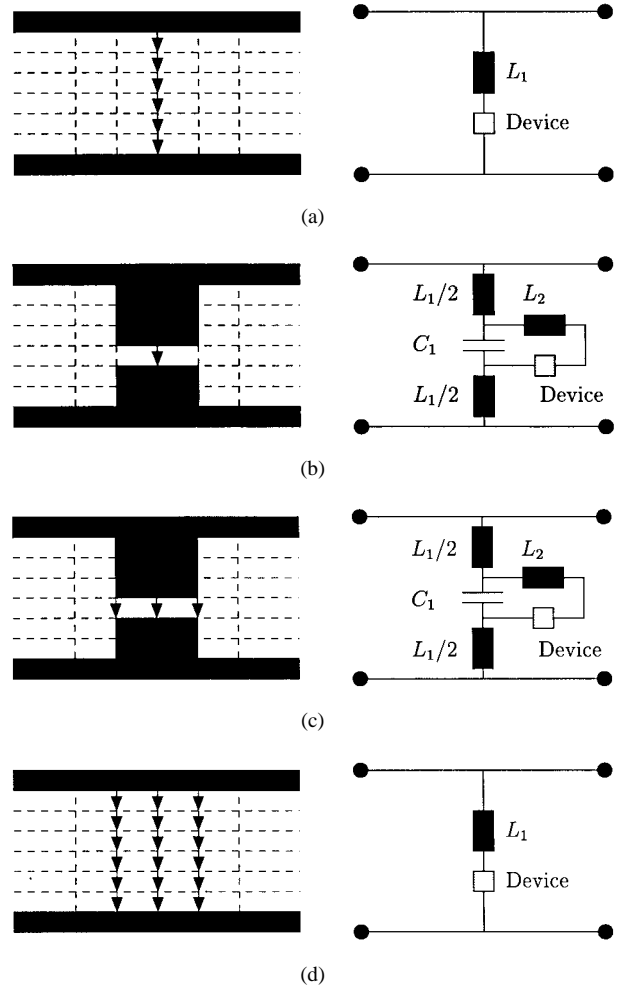 L₁
Device
(a)
L₁/2
L₂
C₁
Device
L₁/2
(b)
L₁/2
L₂
C₁
Device
L₁/2
(c)
L₁
Device
(d)